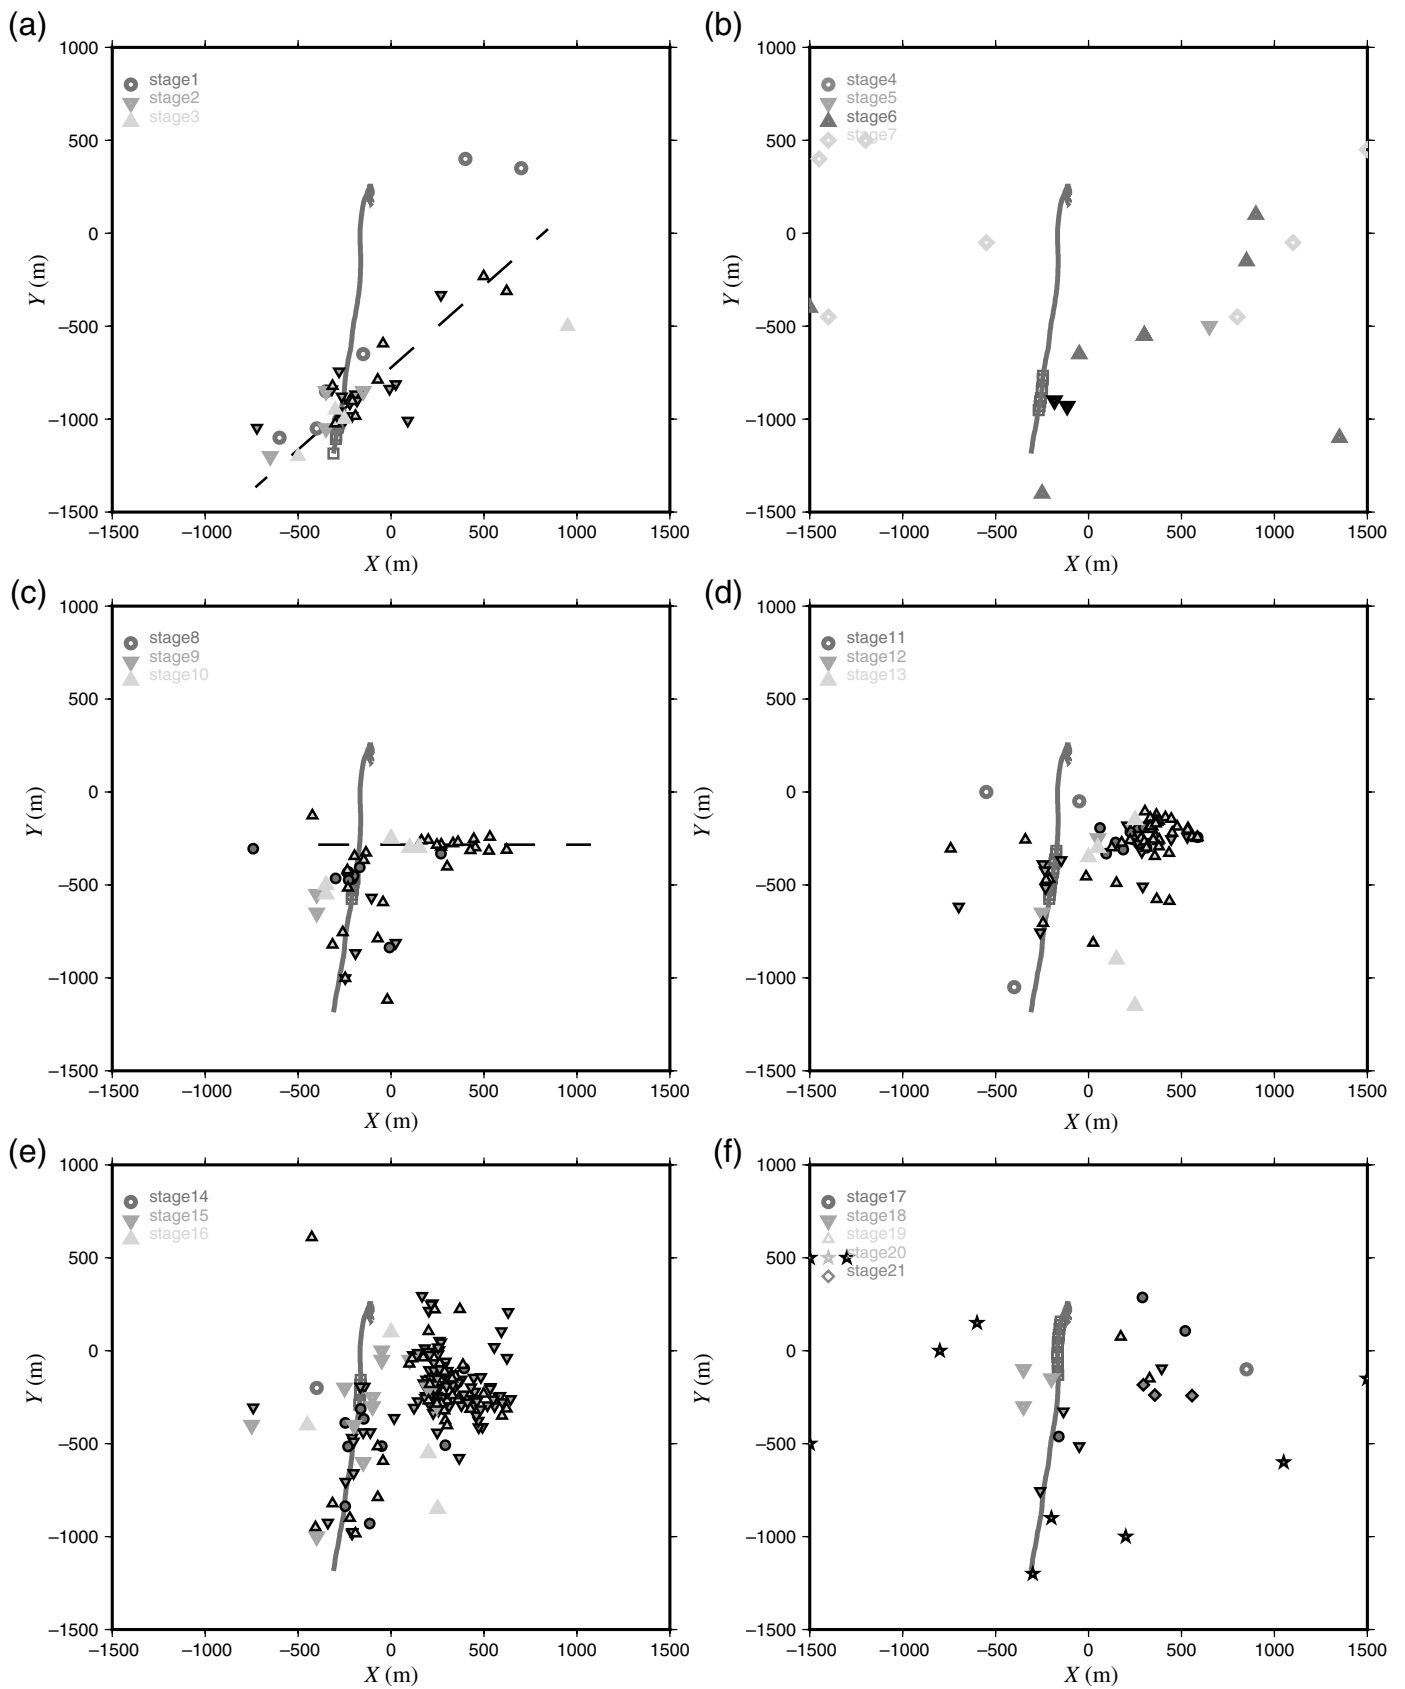 (a)
1000
500
0
−500
−1000
−1500
Y (m)
stage1
stage2
stage3
−1500 −1000 −500 0 500 1000 1500
X (m)
(b)
1000
500
0
−500
−1000
−1500
Y (m)
stage4
stage5
stage6
stage7
−1500 −1000 −500 0 500 1000 1500
X (m)
(c)
1000
500
0
−500
−1000
−1500
Y (m)
stage8
stage9
stage10
−1500 −1000 −500 0 500 1000 1500
X (m)
(d)
1000
500
0
−500
−1000
−1500
Y (m)
stage11
stage12
stage13
−1500 −1000 −500 0 500 1000 1500
X (m)
(e)
1000
500
0
−500
−1000
−1500
Y (m)
stage14
stage15
stage16
−1500 −1000 −500 0 500 1000 1500
X (m)
(f)
1000
500
0
−500
−1000
−1500
Y (m)
stage17
stage18
stage19
stage20
stage21
−1500 −1000 −500 0 500 1000 1500
X (m)